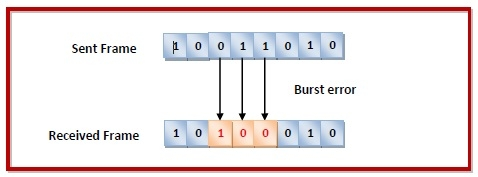 Sent Frame 1 0 0 1 1 0 1 0
Burst error
Received Frame 1 0 1 0 0 0 1 0